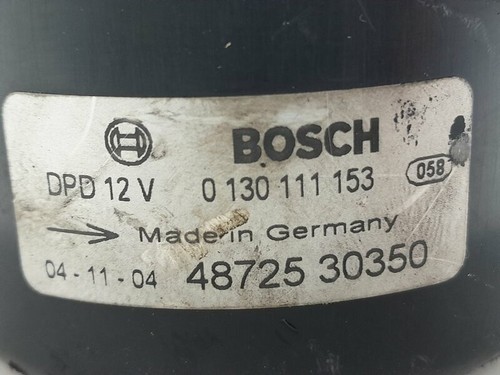 BOSCH
DPD 12 V 0 130 111 153 058
Made in Germany
04-11-04 48725 30350